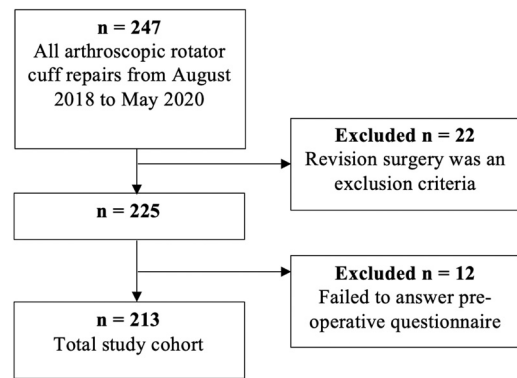 n = 247
All arthroscopic rotator
cuff repairs from August
2018 to May 2020
Excluded n = 22
Revision surgery was an
exclusion criteria
n = 225
Excluded n = 12
Failed to answer pre-
operative questionnaire
n = 213
Total study cohort